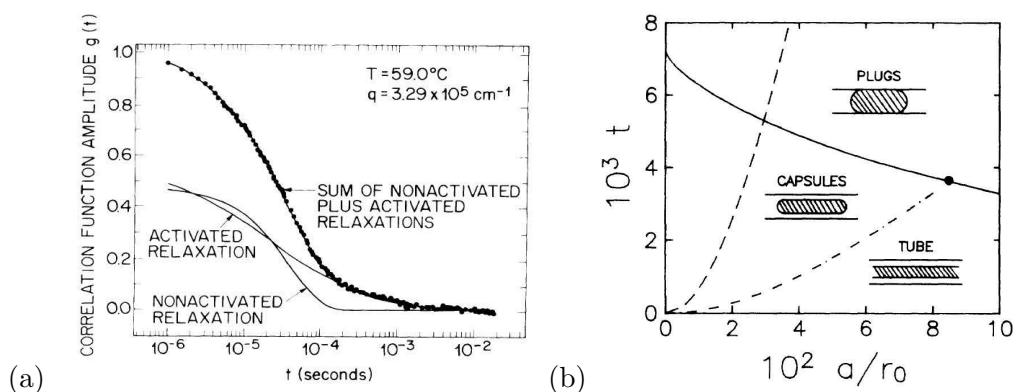 (a)
CORRELATION FUNCTION AMPLITUDE g (t)
1.0
0.8
0.6
0.4
0.2
0.0
T = 59.0°C
q = 3.29 x 10⁵ cm⁻¹
SUM OF NONACTIVATED
PLUS ACTIVATED
RELAXATIONS
ACTIVATED
RELAXATION
NONACTIVATED
RELAXATION
10⁻⁶ 10⁻⁵ 10⁻⁴ 10⁻³ 10⁻²
t (seconds)
(b)
10³ t
8
6
4
2
0
PLUGS
CAPSULES
TUBE
0 2 4 6 8 10
10² a/r₀